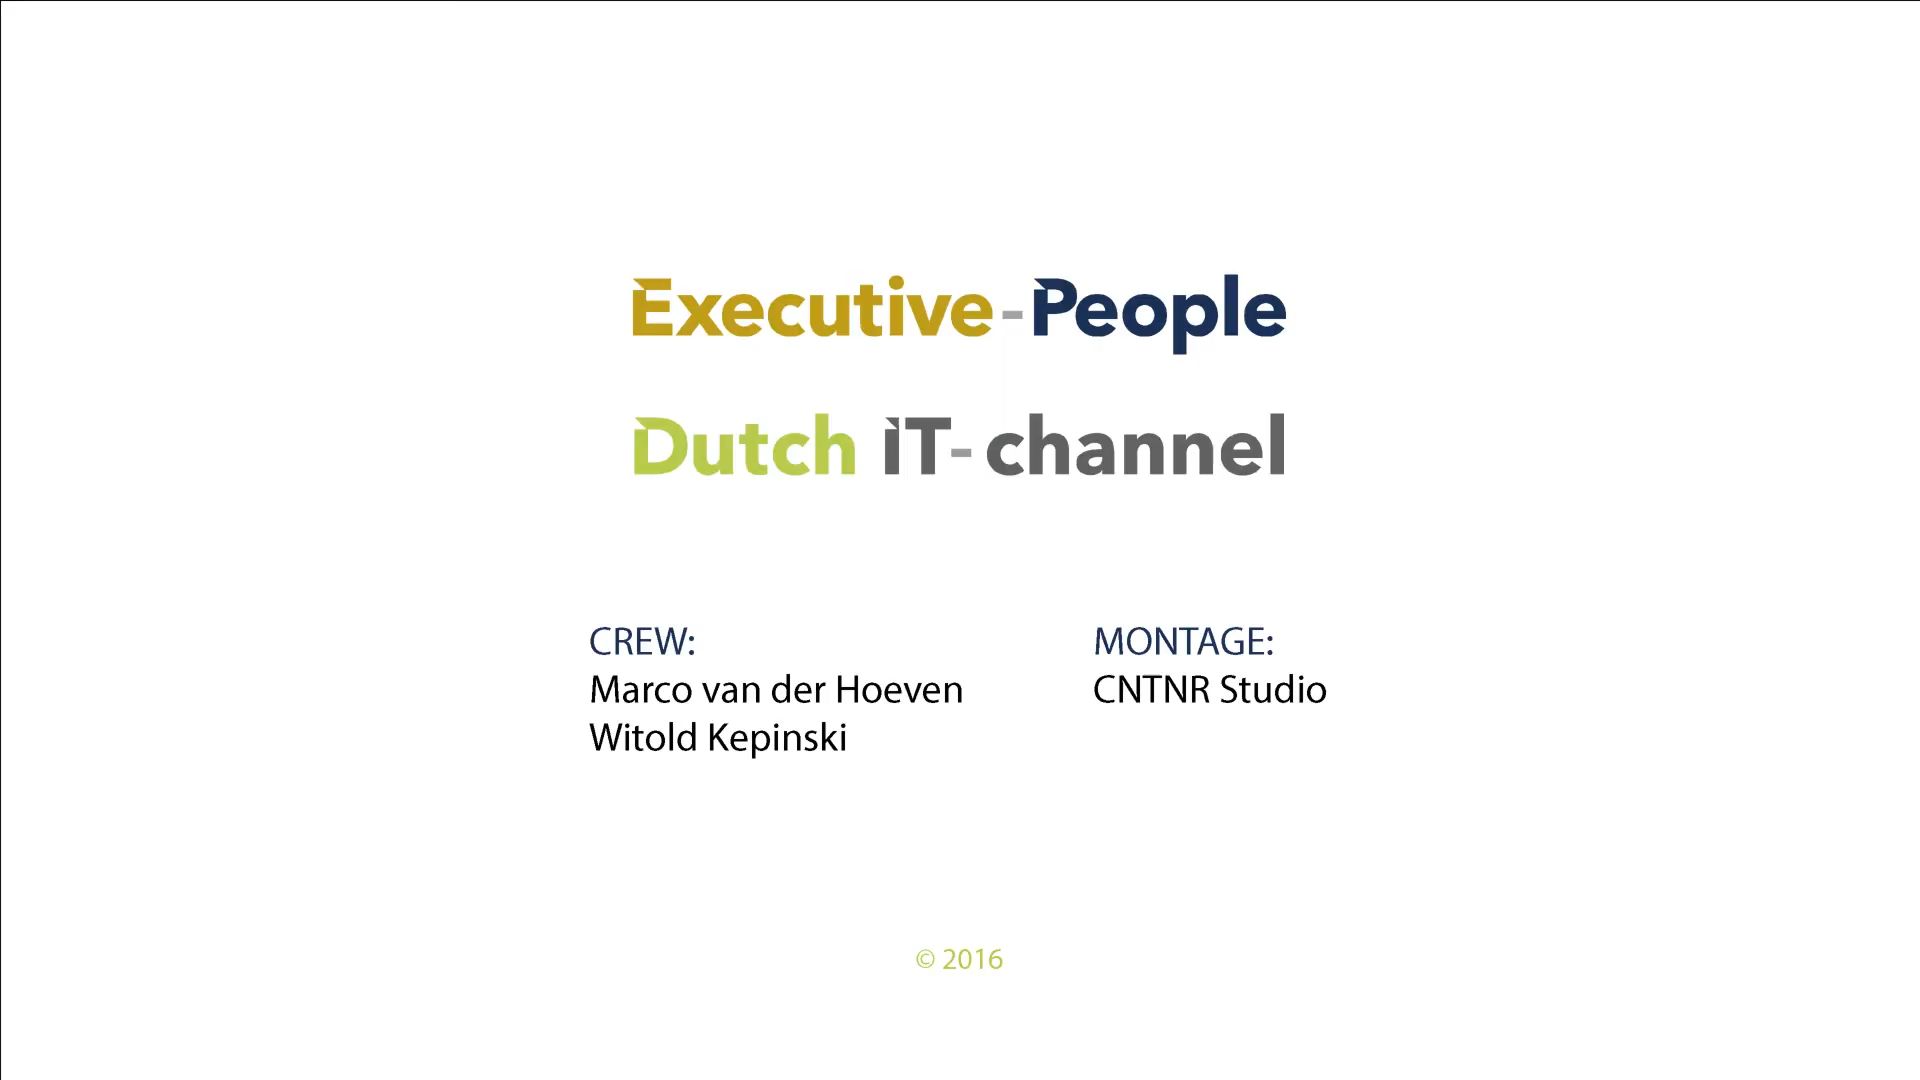 Executive-People
Dutch IT-channel
CREW:
Marco van der Hoeven
Witold Kepinski
MONTAGE:
CNTNR Studio
© 2016